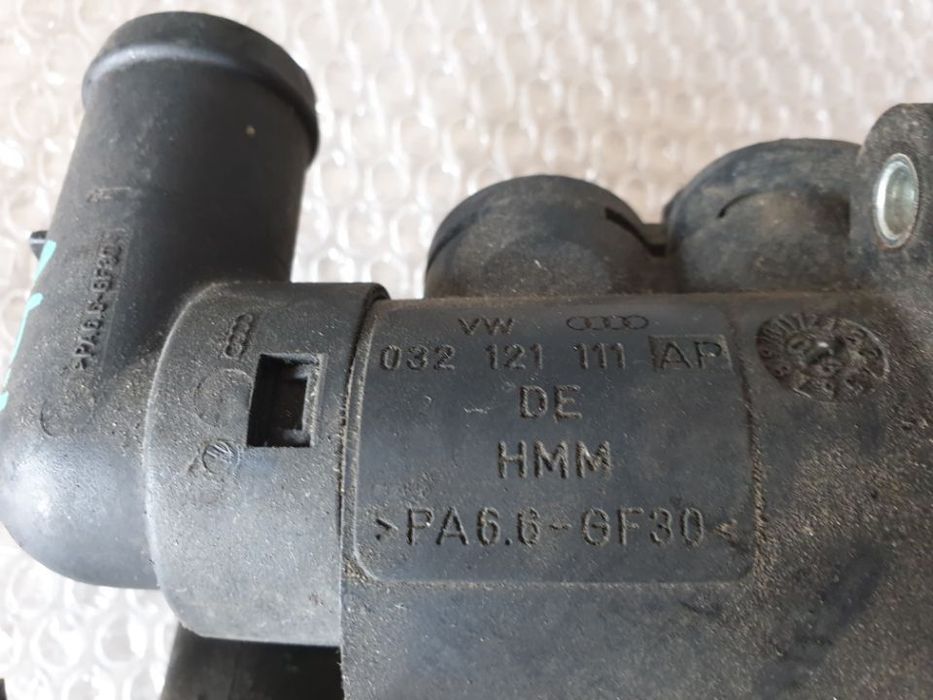 >PA6.6-GF30<
VW
032 121 111 AP
DE
HMM
>PA6.6-GF30<